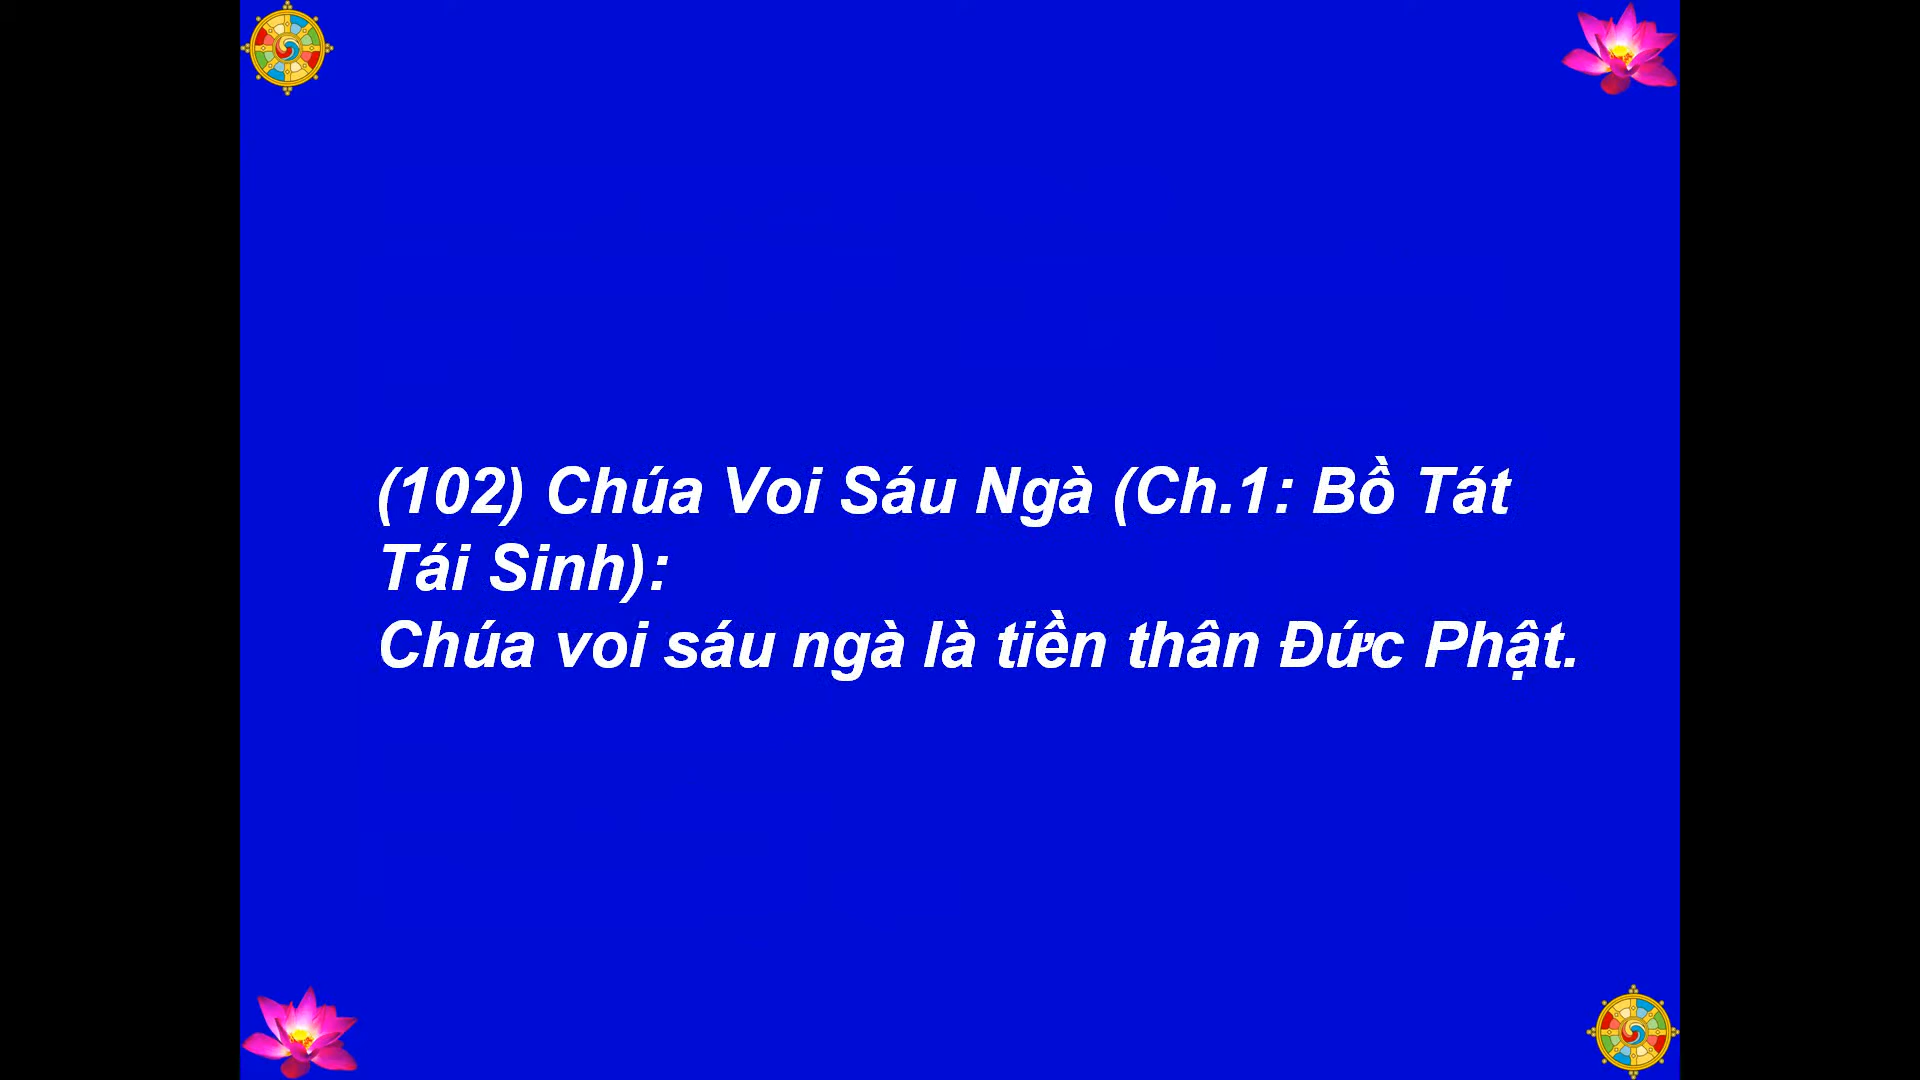 (102) Chúa Voi Sáu Ngà (Ch.1: Bồ Tát
Tái Sinh):
Chúa voi sáu ngà là tiền thân Đức Phật.